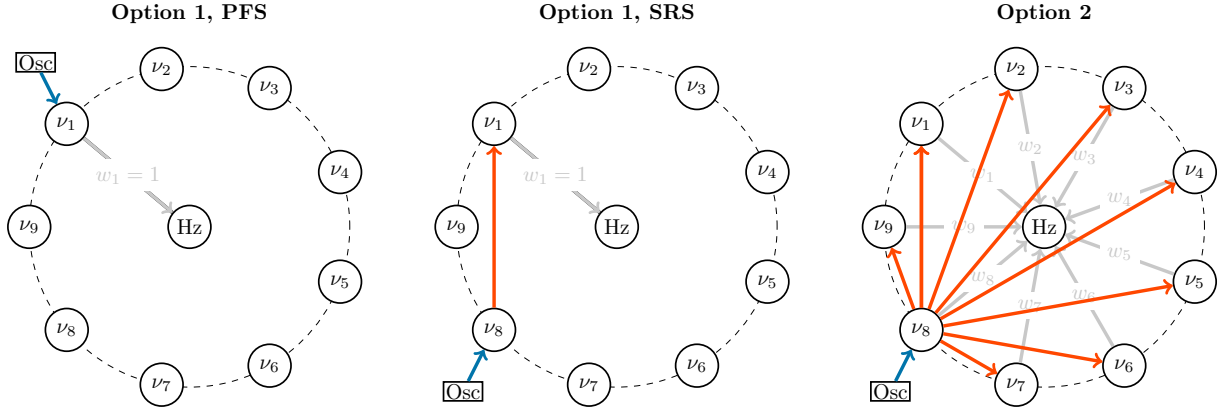 Option 1, PFS
Osc
ν₁
ν₂
ν₃
ν₄
ν₅
ν₆
ν₇
ν₈
ν₉
w₁ = 1
Hz
Option 1, SRS
ν₁
ν₂
ν₃
ν₄
ν₅
ν₆
ν₇
ν₈
ν₉
w₁ = 1
Hz
Osc
Option 2
ν₁
ν₂
ν₃
ν₄
ν₅
ν₆
ν₇
ν₈
ν₉
w₁
w₂
w₃
w₄
w₅
w₆
w₇
w₈
w₉
Hz
Osc